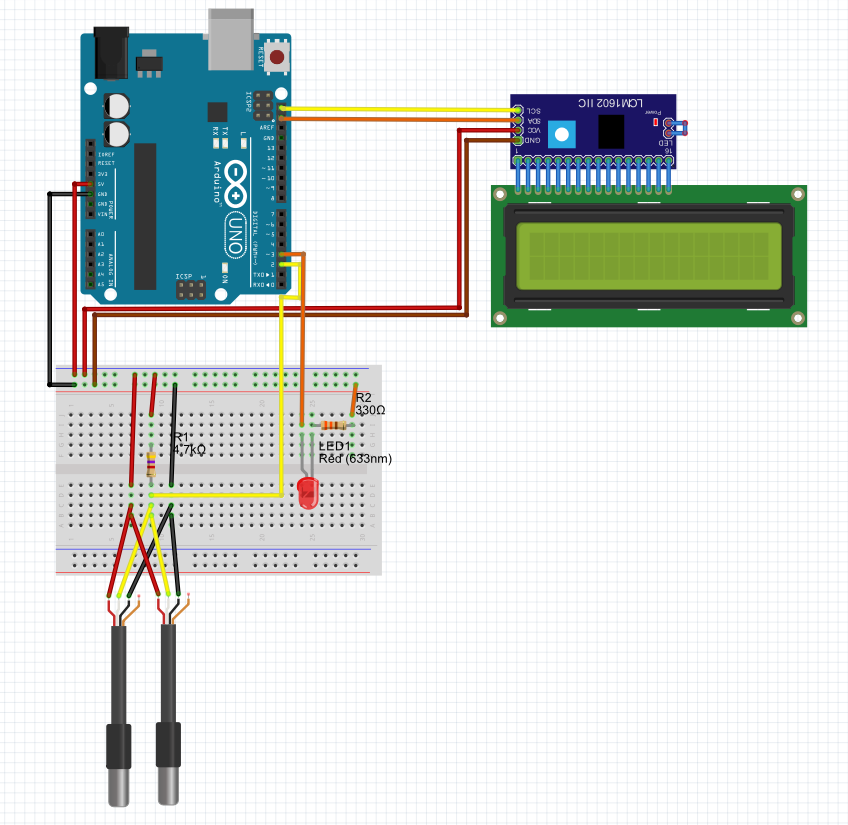 RESET
ICSP2
AREF
GND
13
12
~11
~10
~9
8
7
~6
~5
4
~3
2
TXO▶1
RXO◀0
DIGITAL (PWM~)
IOREF
RESET
3V3
5V
GND
GND
VIN
POWER
A0
A1
A2
A3
A4
A5
ANALOG IN
RX
TX
L
Arduino
UNO
ON
ICSP
LCM1602 IIC
SCL
SDA
VCC
GND
Power
LED
1
16
R1
4.7kΩ
R2
330Ω
LED1
Red (633nm)